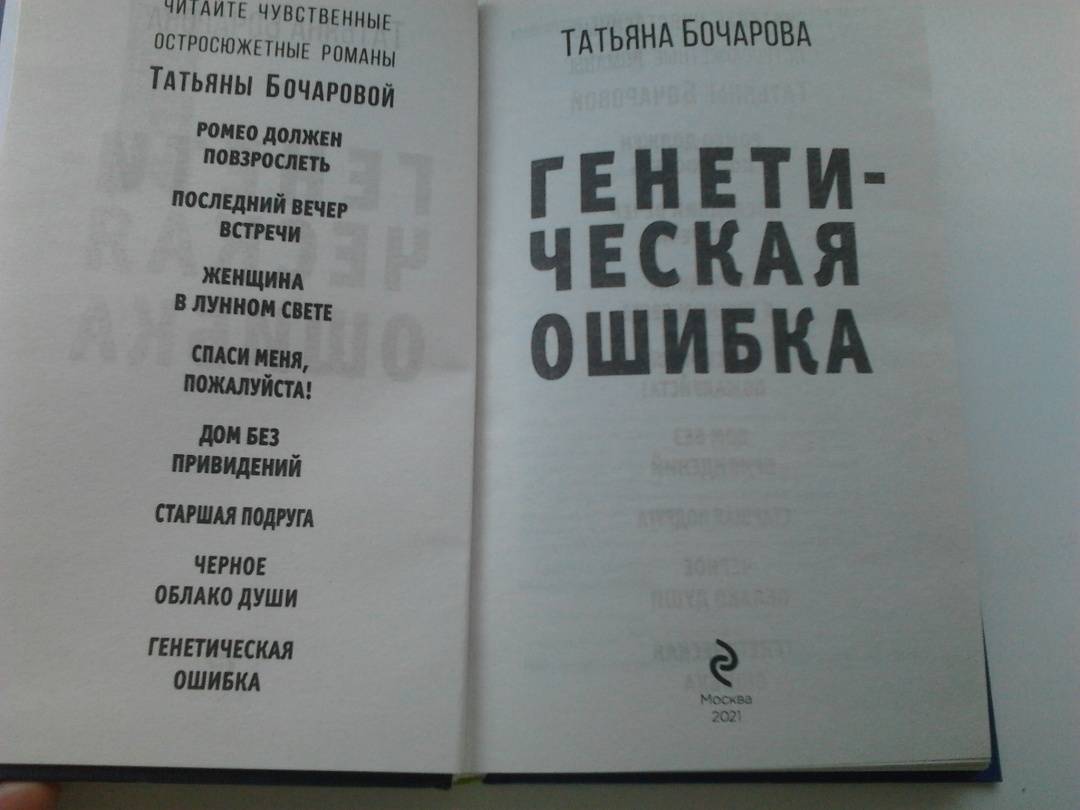 ЧИТАЙТЕ ЧУВСТВЕННЫЕ
ОСТРОСЮЖЕТНЫЕ РОМАНЫ
ТАТЬЯНЫ БОЧАРОВОЙ
РОМЕО ДОЛЖЕН
ПОВЗРОСЛЕТЬ
ПОСЛЕДНИЙ ВЕЧЕР
ВСТРЕЧИ
ЖЕНЩИНА
В ЛУННОМ СВЕТЕ
СПАСИ МЕНЯ,
ПОЖАЛУЙСТА!
ДОМ БЕЗ
ПРИВИДЕНИЙ
СТАРШАЯ ПОДРУГА
ЧЕРНОЕ
ОБЛАКО ДУШИ
ГЕНЕТИЧЕСКАЯ
ОШИБКА
ТАТЬЯНА БОЧАРОВА
ГЕНЕТИ-
ЧЕСКАЯ
ОШИБКА
Москва
2021